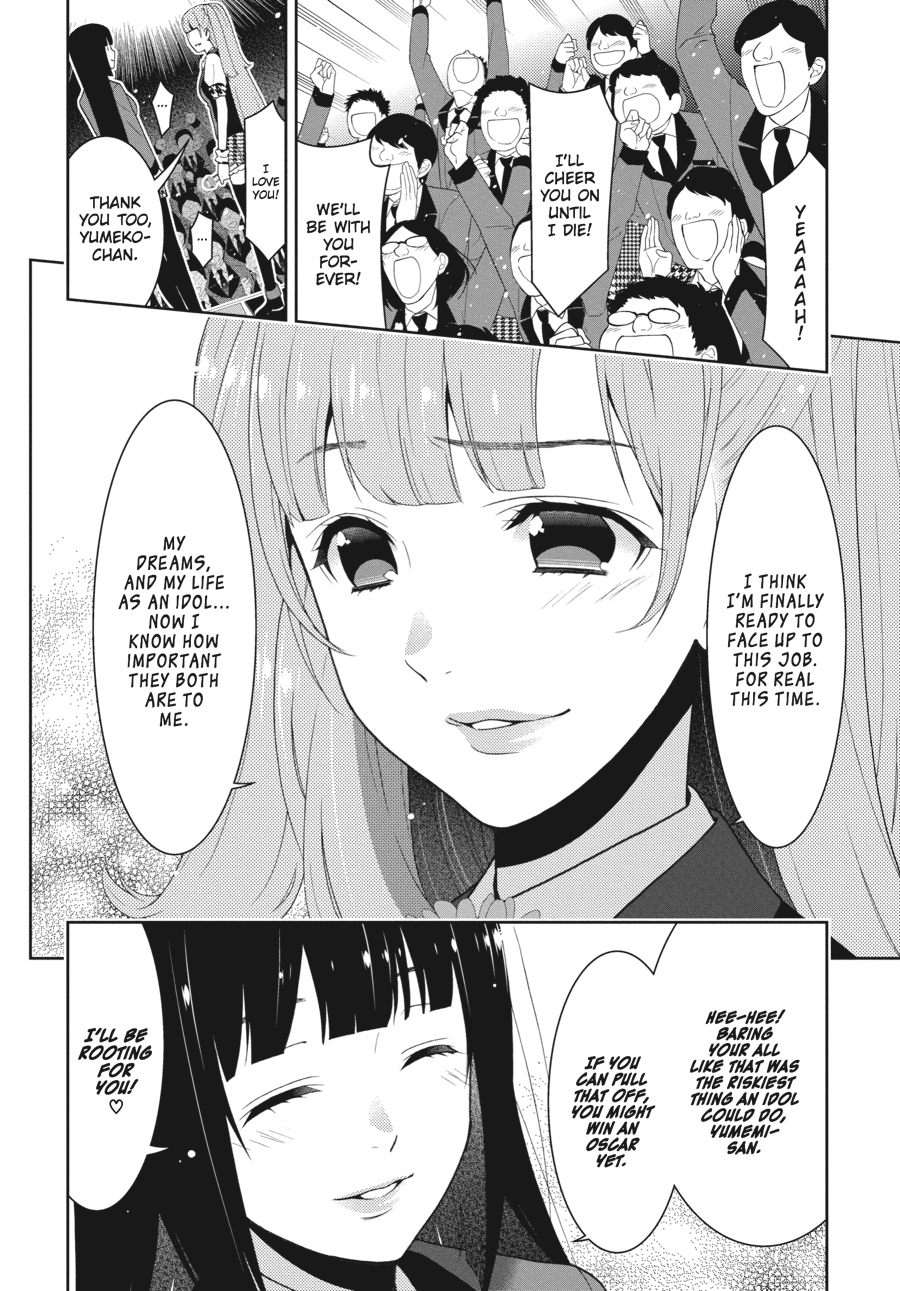 YEAAAAH!
I'LL
CHEER
YOU ON
UNTIL
I DIE!
WE'LL
BE WITH
YOU
FOR-
EVER!
I
LOVE
YOU!
...
...
THANK
YOU TOO,
YUMEKO-
CHAN.
I THINK
I'M FINALLY
READY TO
FACE UP TO
THIS JOB.
FOR REAL
THIS TIME.
MY
DREAMS,
AND MY LIFE
AS AN IDOL...
NOW I
KNOW HOW
IMPORTANT
THEY BOTH
ARE TO
ME.
HEE-HEE!
BARING
YOUR ALL
LIKE THAT WAS
THE RISKIEST
THING AN IDOL
COULD DO,
YUMEMI-
SAN.
IF YOU
CAN PULL
THAT OFF,
YOU MIGHT
WIN AN
OSCAR
YET.
I'LL BE
ROOTING
FOR
YOU!
♡